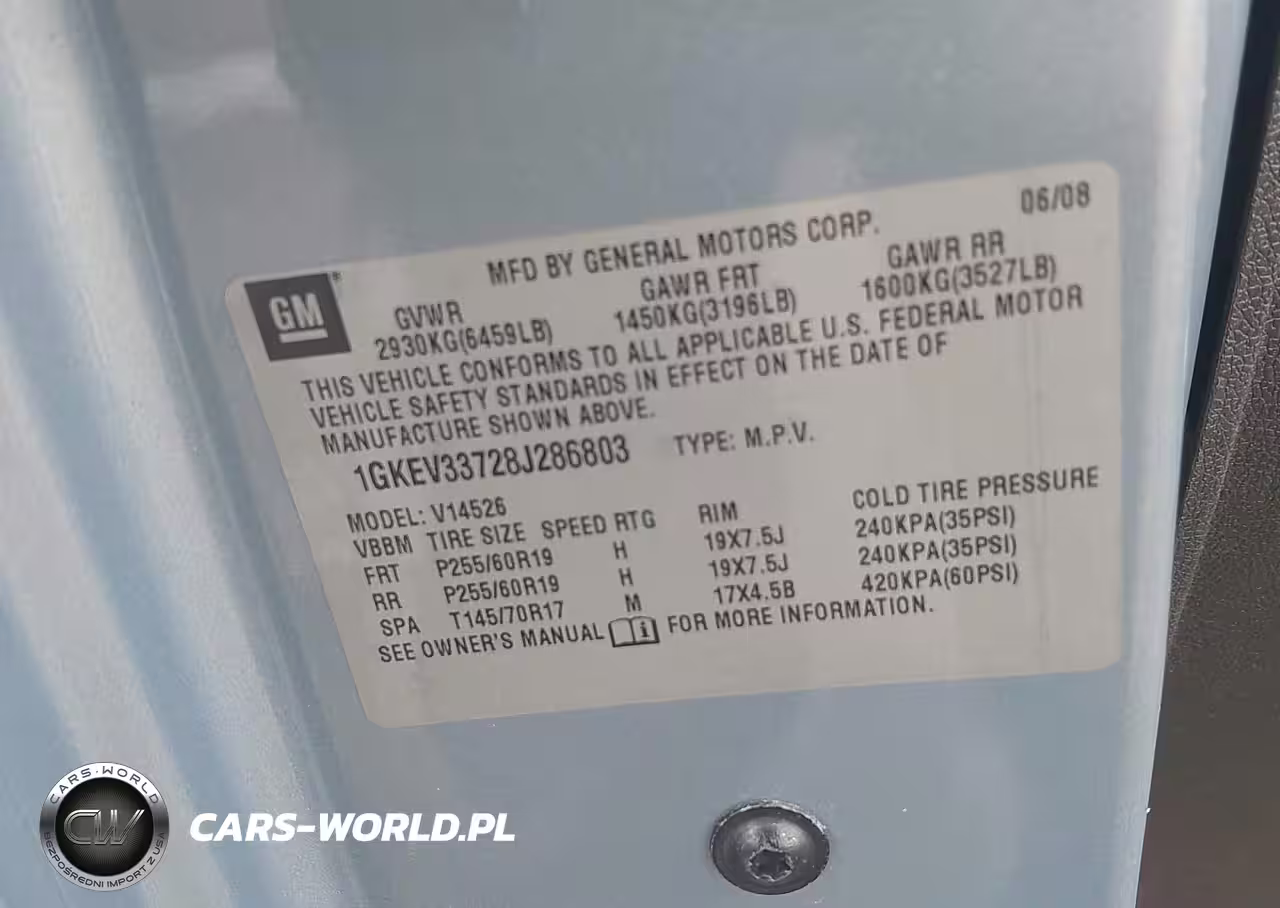 06/08
MFD BY GENERAL MOTORS CORP.
GM®
GVWR GAWR FRT GAWR RR
2930KG(6459LB) 1450KG(3196LB) 1600KG(3527LB)
THIS VEHICLE CONFORMS TO ALL APPLICABLE U.S. FEDERAL MOTOR
VEHICLE SAFETY STANDARDS IN EFFECT ON THE DATE OF
MANUFACTURE SHOWN ABOVE.
1GKEV33728J286803 TYPE: M.P.V.
MODEL: V14526
VBBM TIRE SIZE SPEED RTG RIM COLD TIRE PRESSURE
FRT P255/60R19 H 19X7.5J 240KPA(35PSI)
RR P255/60R19 H 19X7.5J 240KPA(35PSI)
SPA T145/70R17 M 17X4.5B 420KPA(60PSI)
SEE OWNER'S MANUAL i FOR MORE INFORMATION.
CARS-WORLD
CW
BEZPOŚREDNI IMPORT Z USA
CARS-WORLD.PL